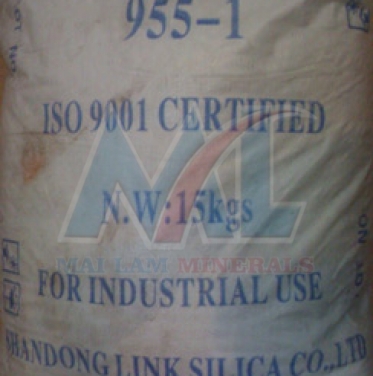 955-1
ISO 9001 CERTIFIED
N.W:15kgs
MAI LAM MINERALS
FOR INDUSTRIAL USE
SHANDONG LINK SILICA CO.,LTD